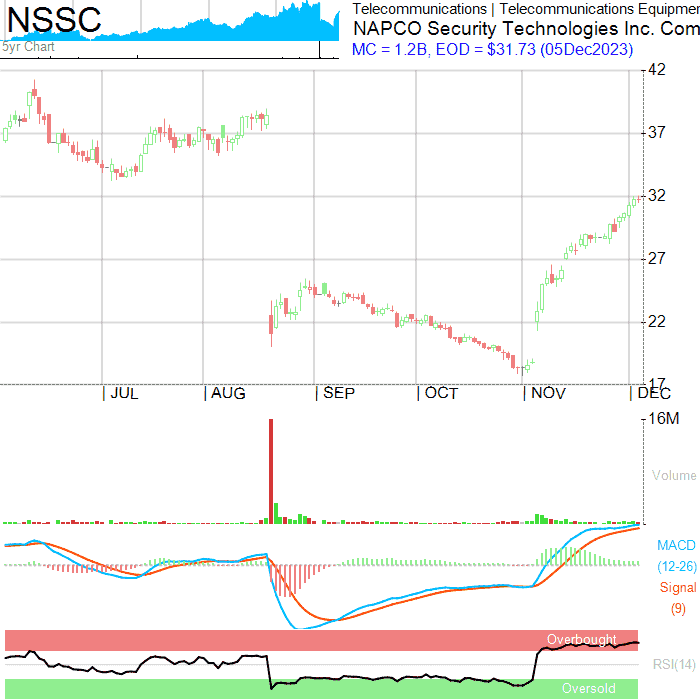 NSSC
5yr Chart
Telecommunications | Telecommunications Equipmen
NAPCO Security Technologies Inc. Com
MC = 1.2B, EOD = $31.73 (05Dec2023)
42
37
32
27
22
17
| JUL | AUG | SEP | OCT | NOV | DEC
16M
Volume
MACD
(12-26)
Signal
(9)
Overbought
RSI(14)
Oversold